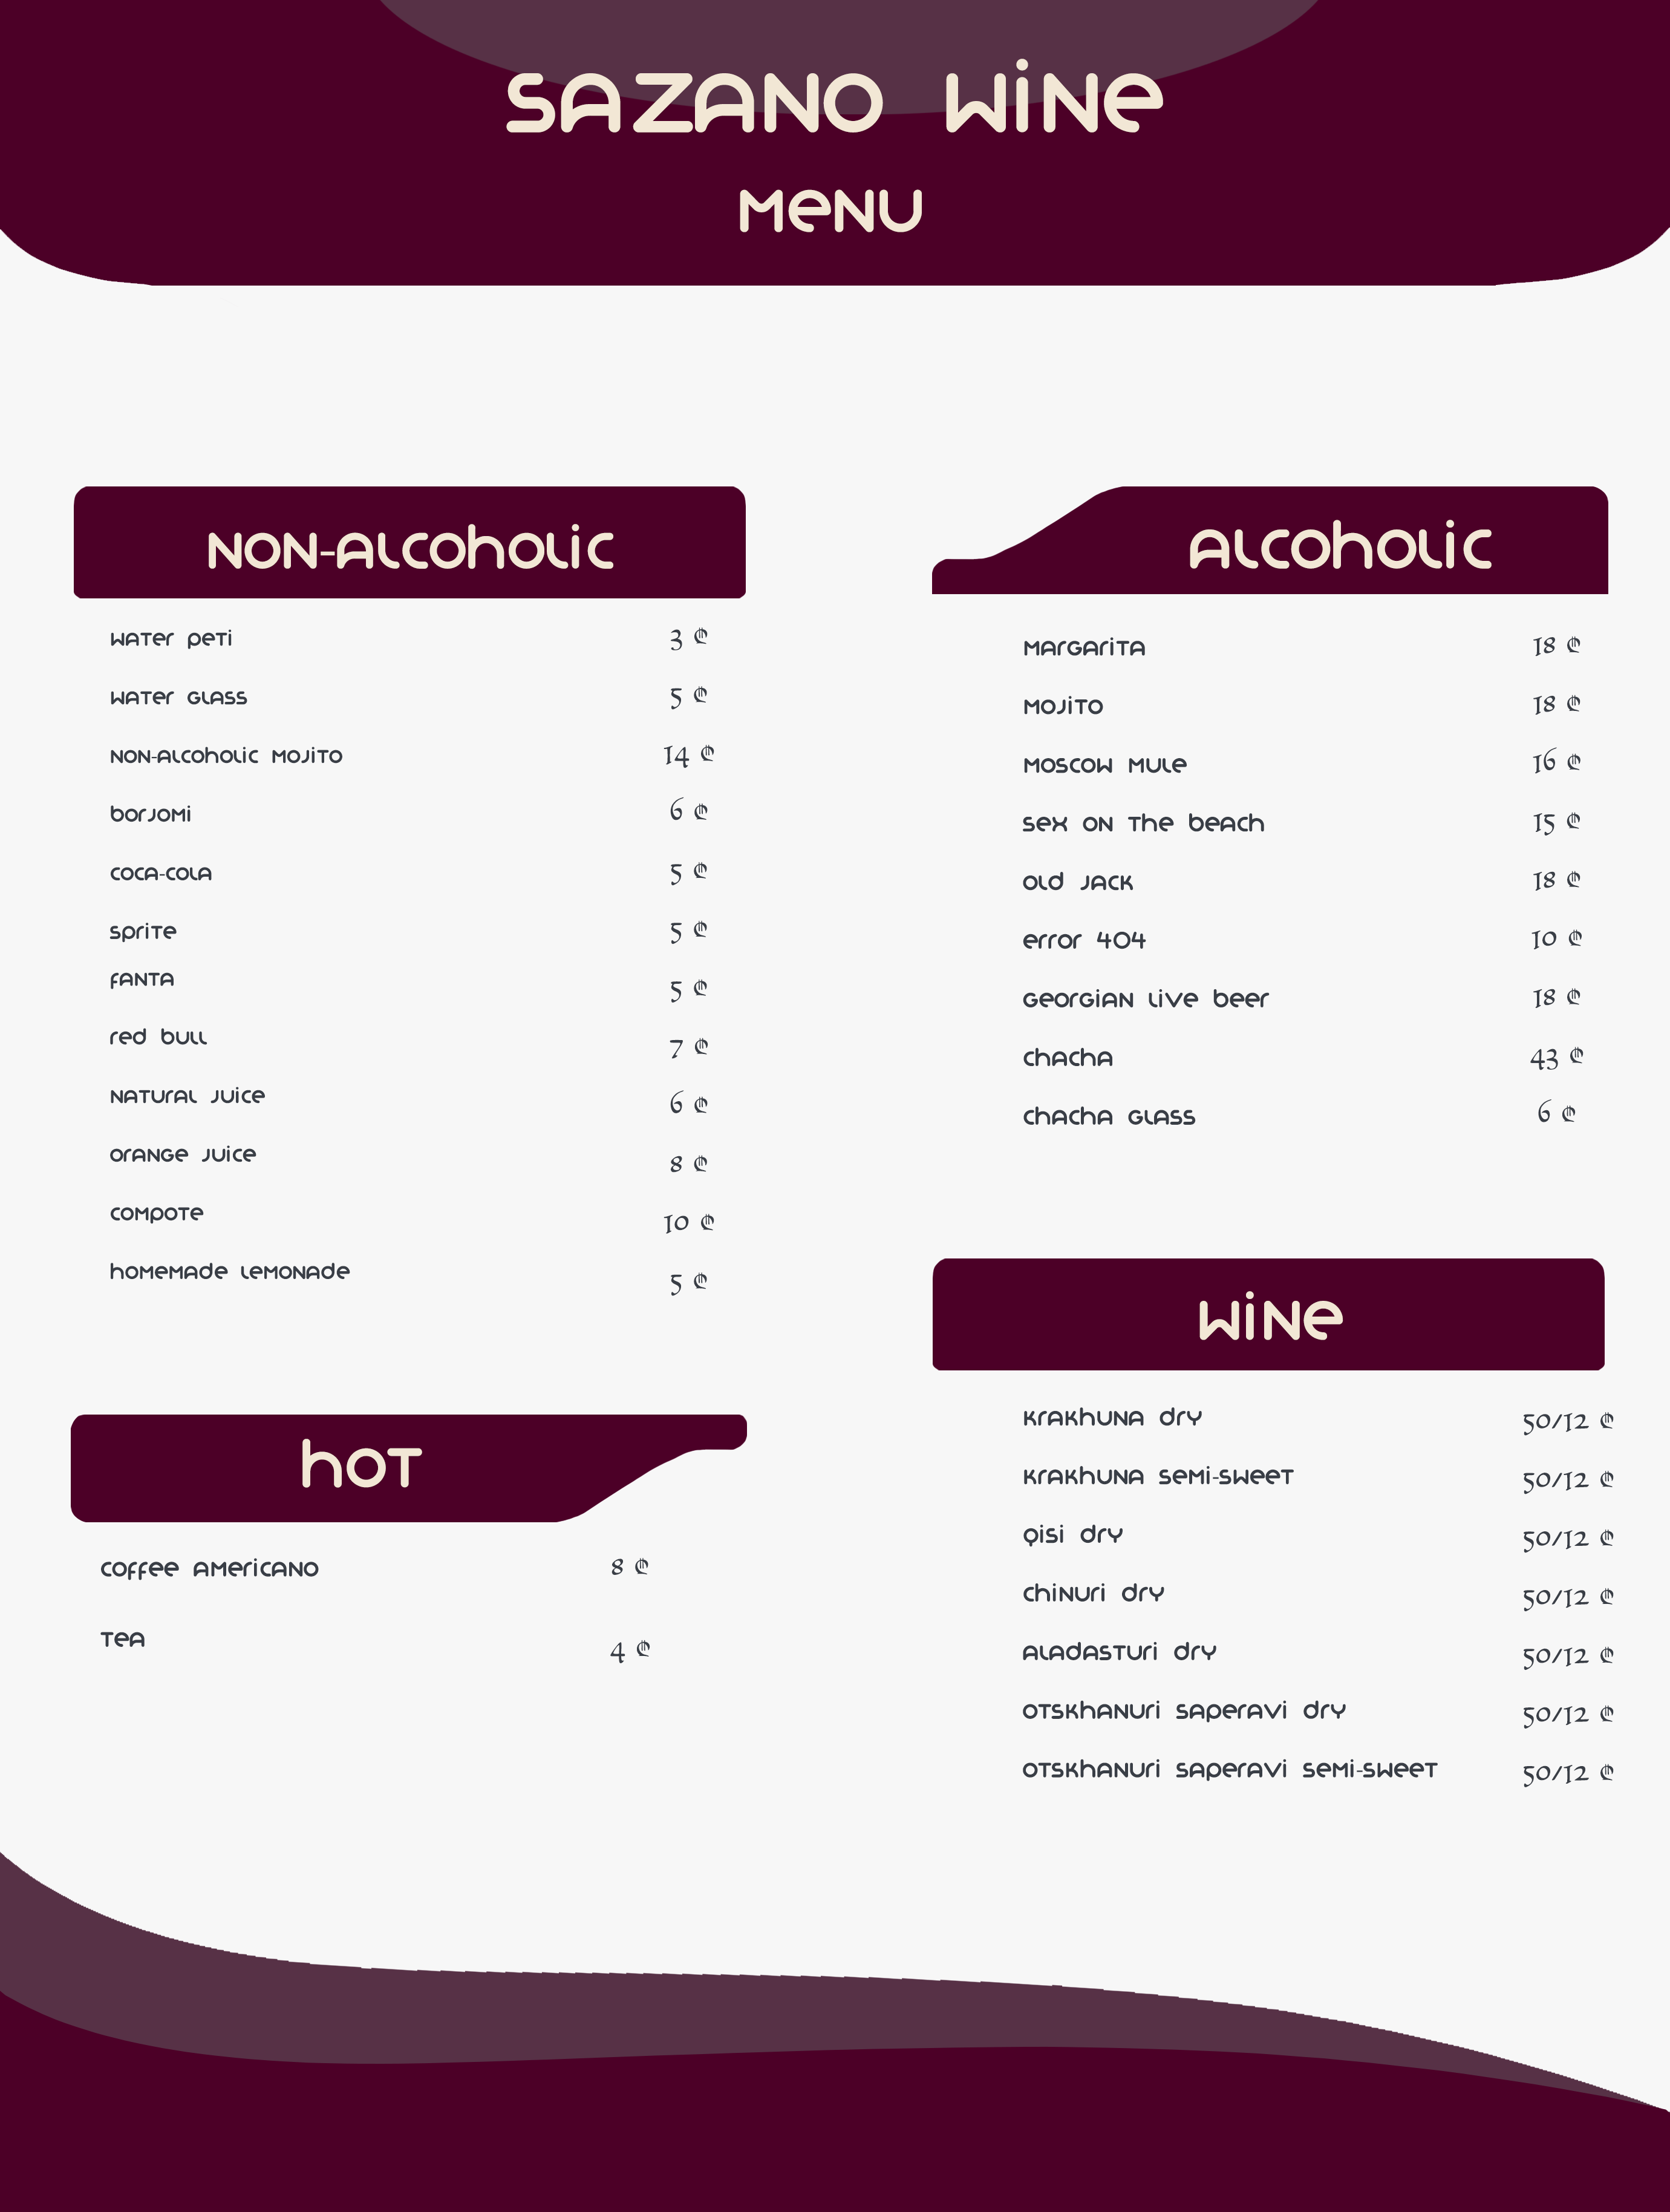 SAZANO WINE
MENU
NON-ALCOHOLIC
WATER PETI 3 ₾
WATER GLASS 5 ₾
NON-ALCOHOLIC MOJITO 14 ₾
BORJOMI 6 ₾
COCA-COLA 5 ₾
SPRITE 5 ₾
FANTA 5 ₾
RED BULL 7 ₾
NATURAL JUICE 6 ₾
ORANGE JUICE 8 ₾
COMPOTE 10 ₾
HOMEMADE LEMONADE 5 ₾
HOT
COFFEE AMERICANO 8 ₾
TEA 4 ₾
ALCOHOLIC
MARGARITA 18 ₾
MOJITO 18 ₾
MOSCOW MULE 16 ₾
SEX ON THE BEACH 15 ₾
OLD JACK 18 ₾
ERROR 404 10 ₾
GEORGIAN LIVE BEER 18 ₾
CHACHA 43 ₾
CHACHA GLASS 6 ₾
WINE
KRAKHUNA DRY 50/12 ₾
KRAKHUNA SEMI-SWEET 50/12 ₾
QISI DRY 50/12 ₾
CHINURI DRY 50/12 ₾
ALADASTURI DRY 50/12 ₾
OTSKHANURI SAPERAVI DRY 50/12 ₾
OTSKHANURI SAPERAVI SEMI-SWEET 50/12 ₾